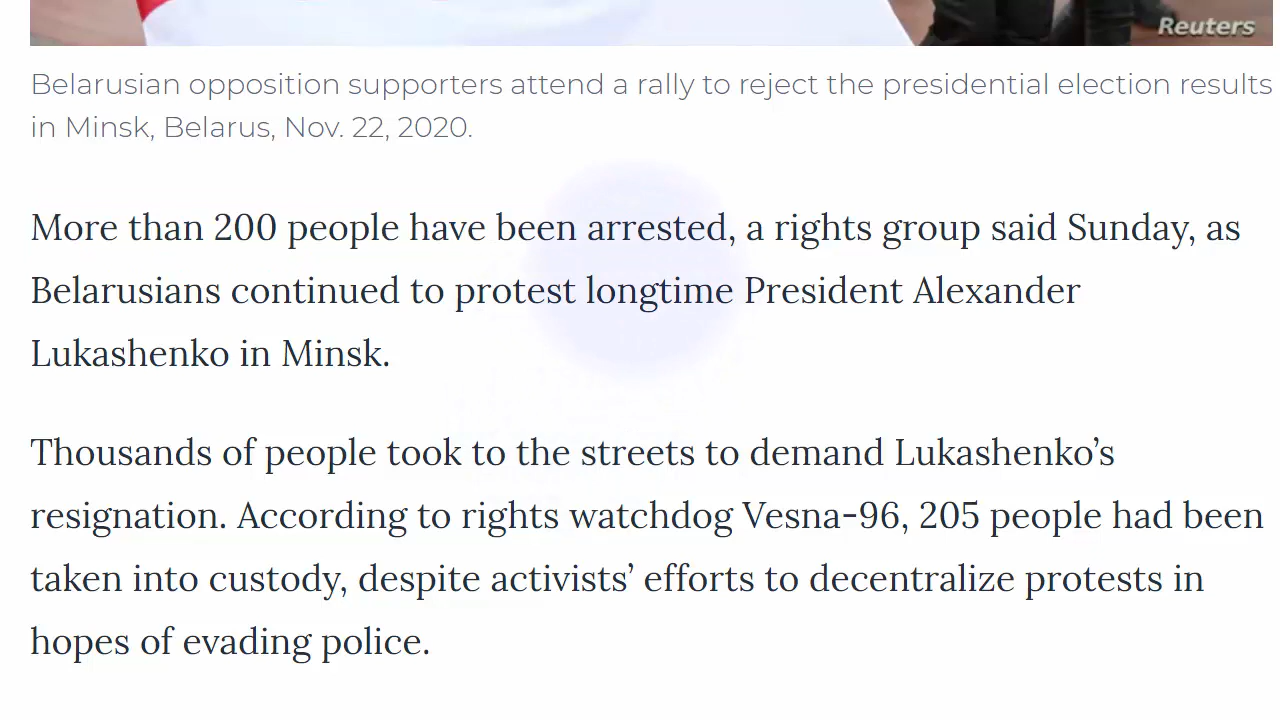 Reuters
Belarusian opposition supporters attend a rally to reject the presidential election results
in Minsk, Belarus, Nov. 22, 2020.
More than 200 people have been arrested, a rights group said Sunday, as
Belarusians continued to protest longtime President Alexander
Lukashenko in Minsk.
Thousands of people took to the streets to demand Lukashenko’s
resignation. According to rights watchdog Vesna-96, 205 people had been
taken into custody, despite activists’ efforts to decentralize protests in
hopes of evading police.